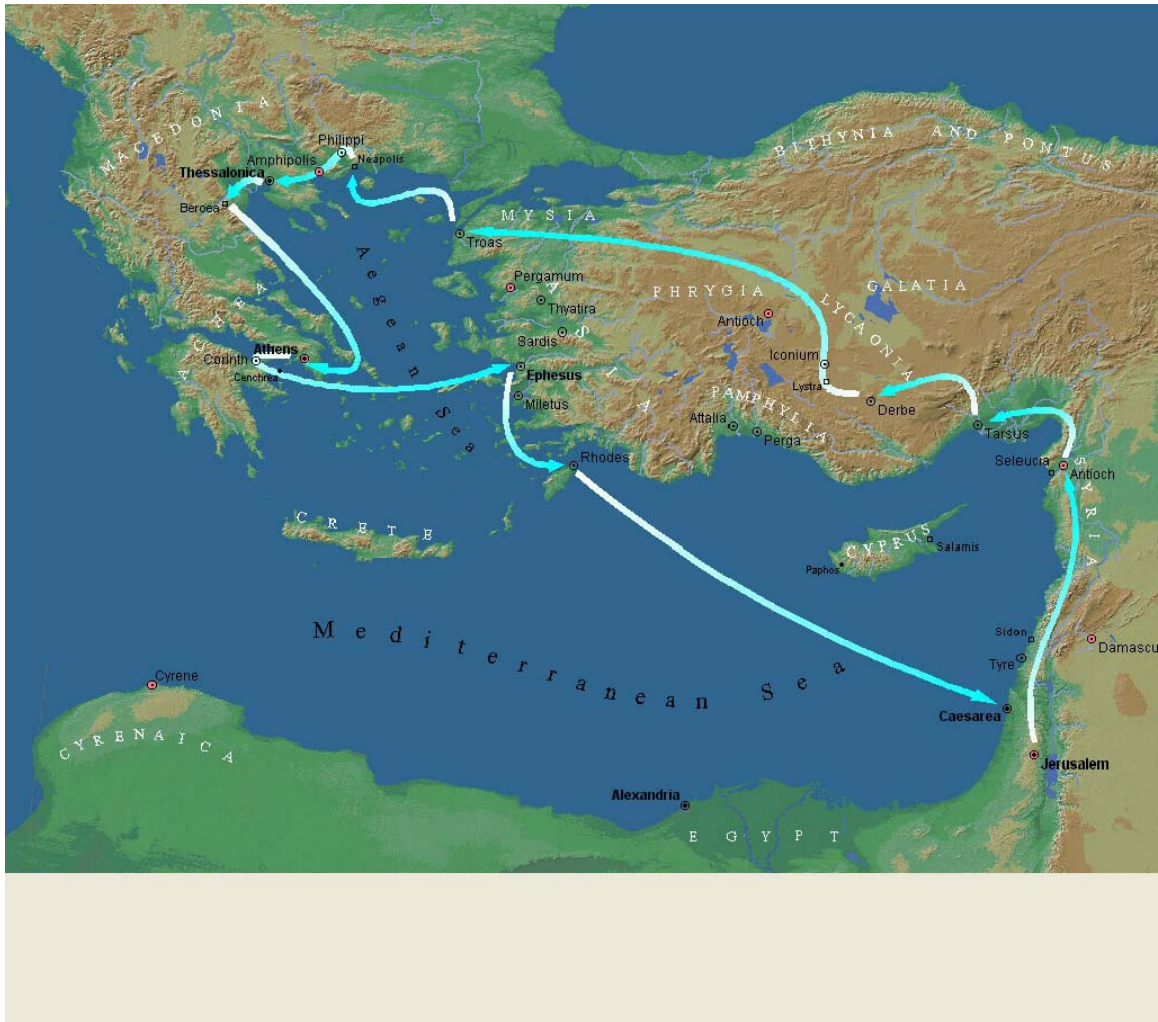 MACEDONIA
BITHYNIA AND PONTUS
Philippi
Amphipolis
Neapolis
Thessalonica
Beroea
MYSIA
Troas
Aegean Sea
Pergamum
Thyatira
ASIA
PHRYGIA
GALATIA
LYCAONIA
Antioch
Sardis
ACHEA
Athens
Corinth
Cenchrea
Ephesus
Iconium
Lystra
Miletus
PAMPHYLIA
Derbe
Attalia
Perga
Tarsus
Rhodes
Seleucia
Antioch
SYRIA
CRETE
CYPRUS
Salamis
Paphos
Mediterranean Sea
Sidon
Damascu
Tyre
Cyrene
CYRENAICA
Caesarea
Jerusalem
Alexandria
EGYPT